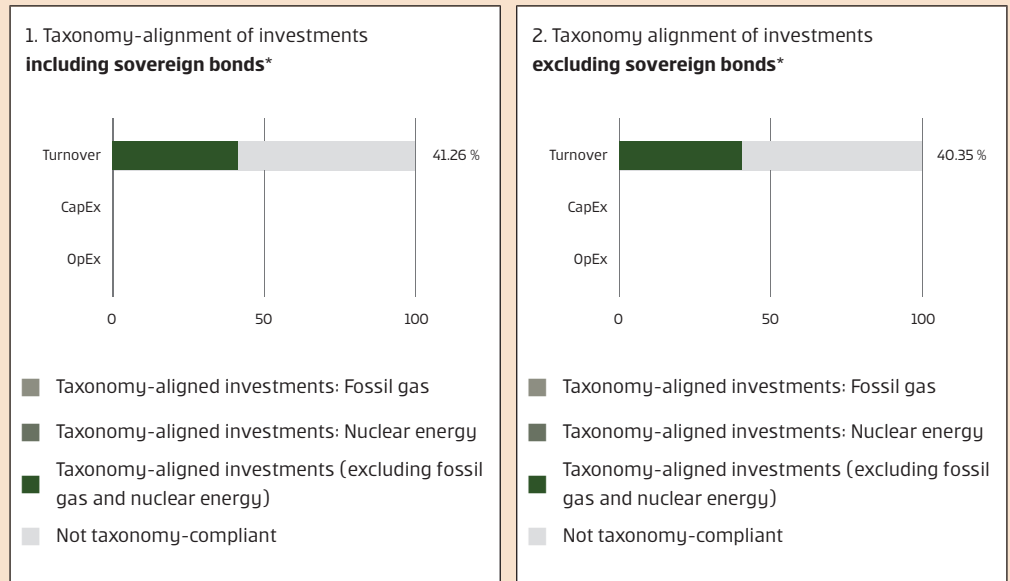 1. Taxonomy-alignment of investments
including sovereign bonds*
Turnover
41.26 %
CapEx
OpEx
0
50
100
Taxonomy-aligned investments: Fossil gas
Taxonomy-aligned investments: Nuclear energy
Taxonomy-aligned investments (excluding fossil
gas and nuclear energy)
Not taxonomy-compliant
2. Taxonomy alignment of investments
excluding sovereign bonds*
Turnover
40.35 %
CapEx
OpEx
0
50
100
Taxonomy-aligned investments: Fossil gas
Taxonomy-aligned investments: Nuclear energy
Taxonomy-aligned investments (excluding fossil
gas and nuclear energy)
Not taxonomy-compliant